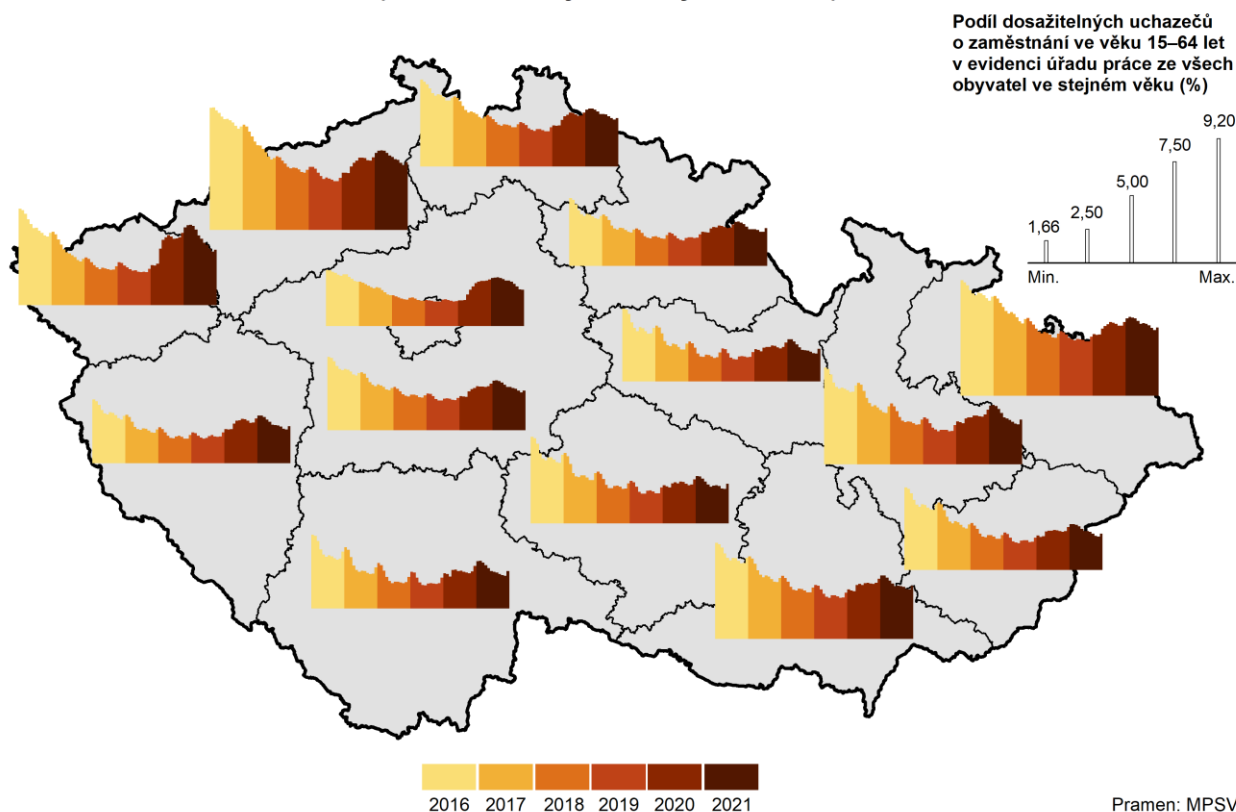 Podíl dosažitelných uchazečů
o zaměstnání ve věku 15–64 let
v evidenci úřadu práce ze všech
obyvatel ve stejném věku (%)
9,20
7,50
5,00
2,50
1,66
Min.
Max.
2016 2017 2018 2019 2020 2021
Pramen: MPSV